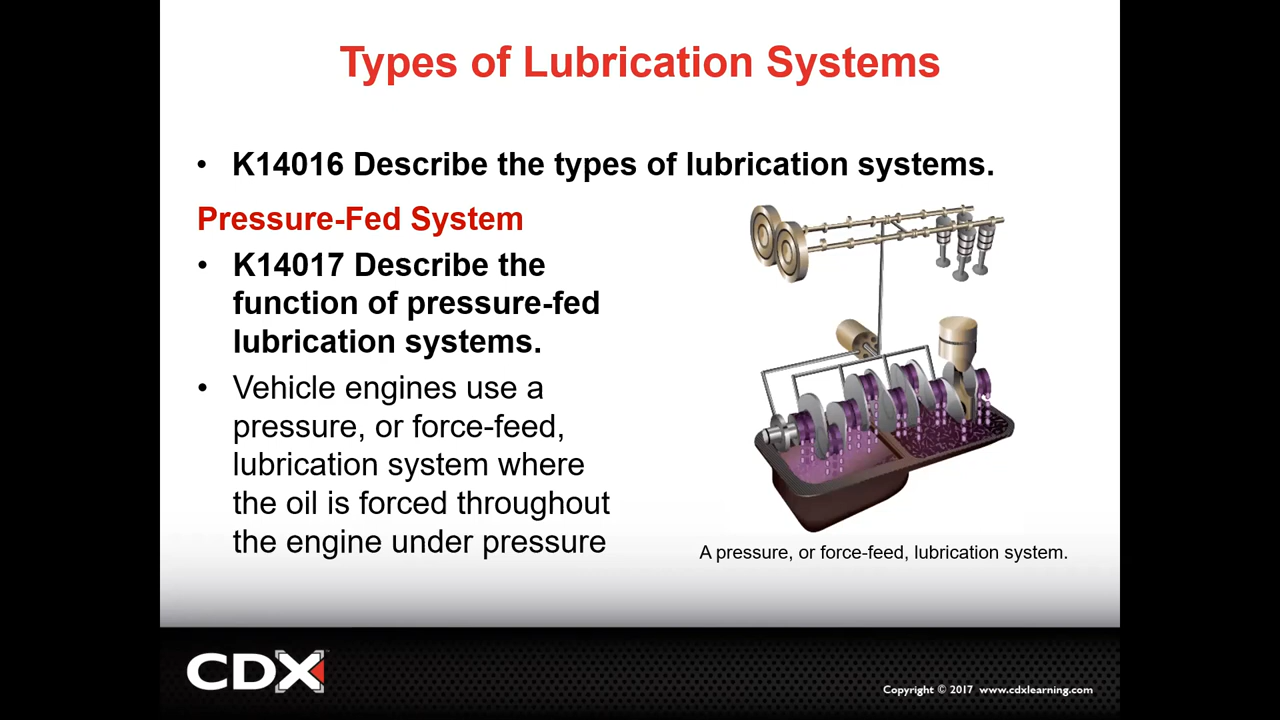 Types of Lubrication Systems
• K14016 Describe the types of lubrication systems.
Pressure-Fed System
• K14017 Describe the
function of pressure-fed
lubrication systems.
• Vehicle engines use a
pressure, or force-feed,
lubrication system where
the oil is forced throughout
the engine under pressure
A pressure, or force-feed, lubrication system.
CDX
Copyright © 2017 www.cdxlearning.com